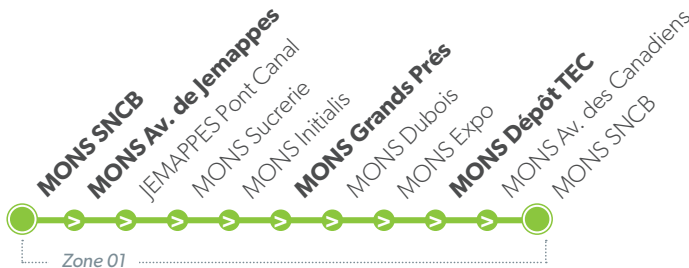 MONS SNCB
MONS Av. de Jemappes
JEMAPPES Pont Canal
MONS Sucrerie
MONS Initialis
MONS Grands Prés
MONS Dubois
MONS Expo
MONS Dépôt TEC
MONS Av. des Canadiens
MONS SNCB
Zone 01